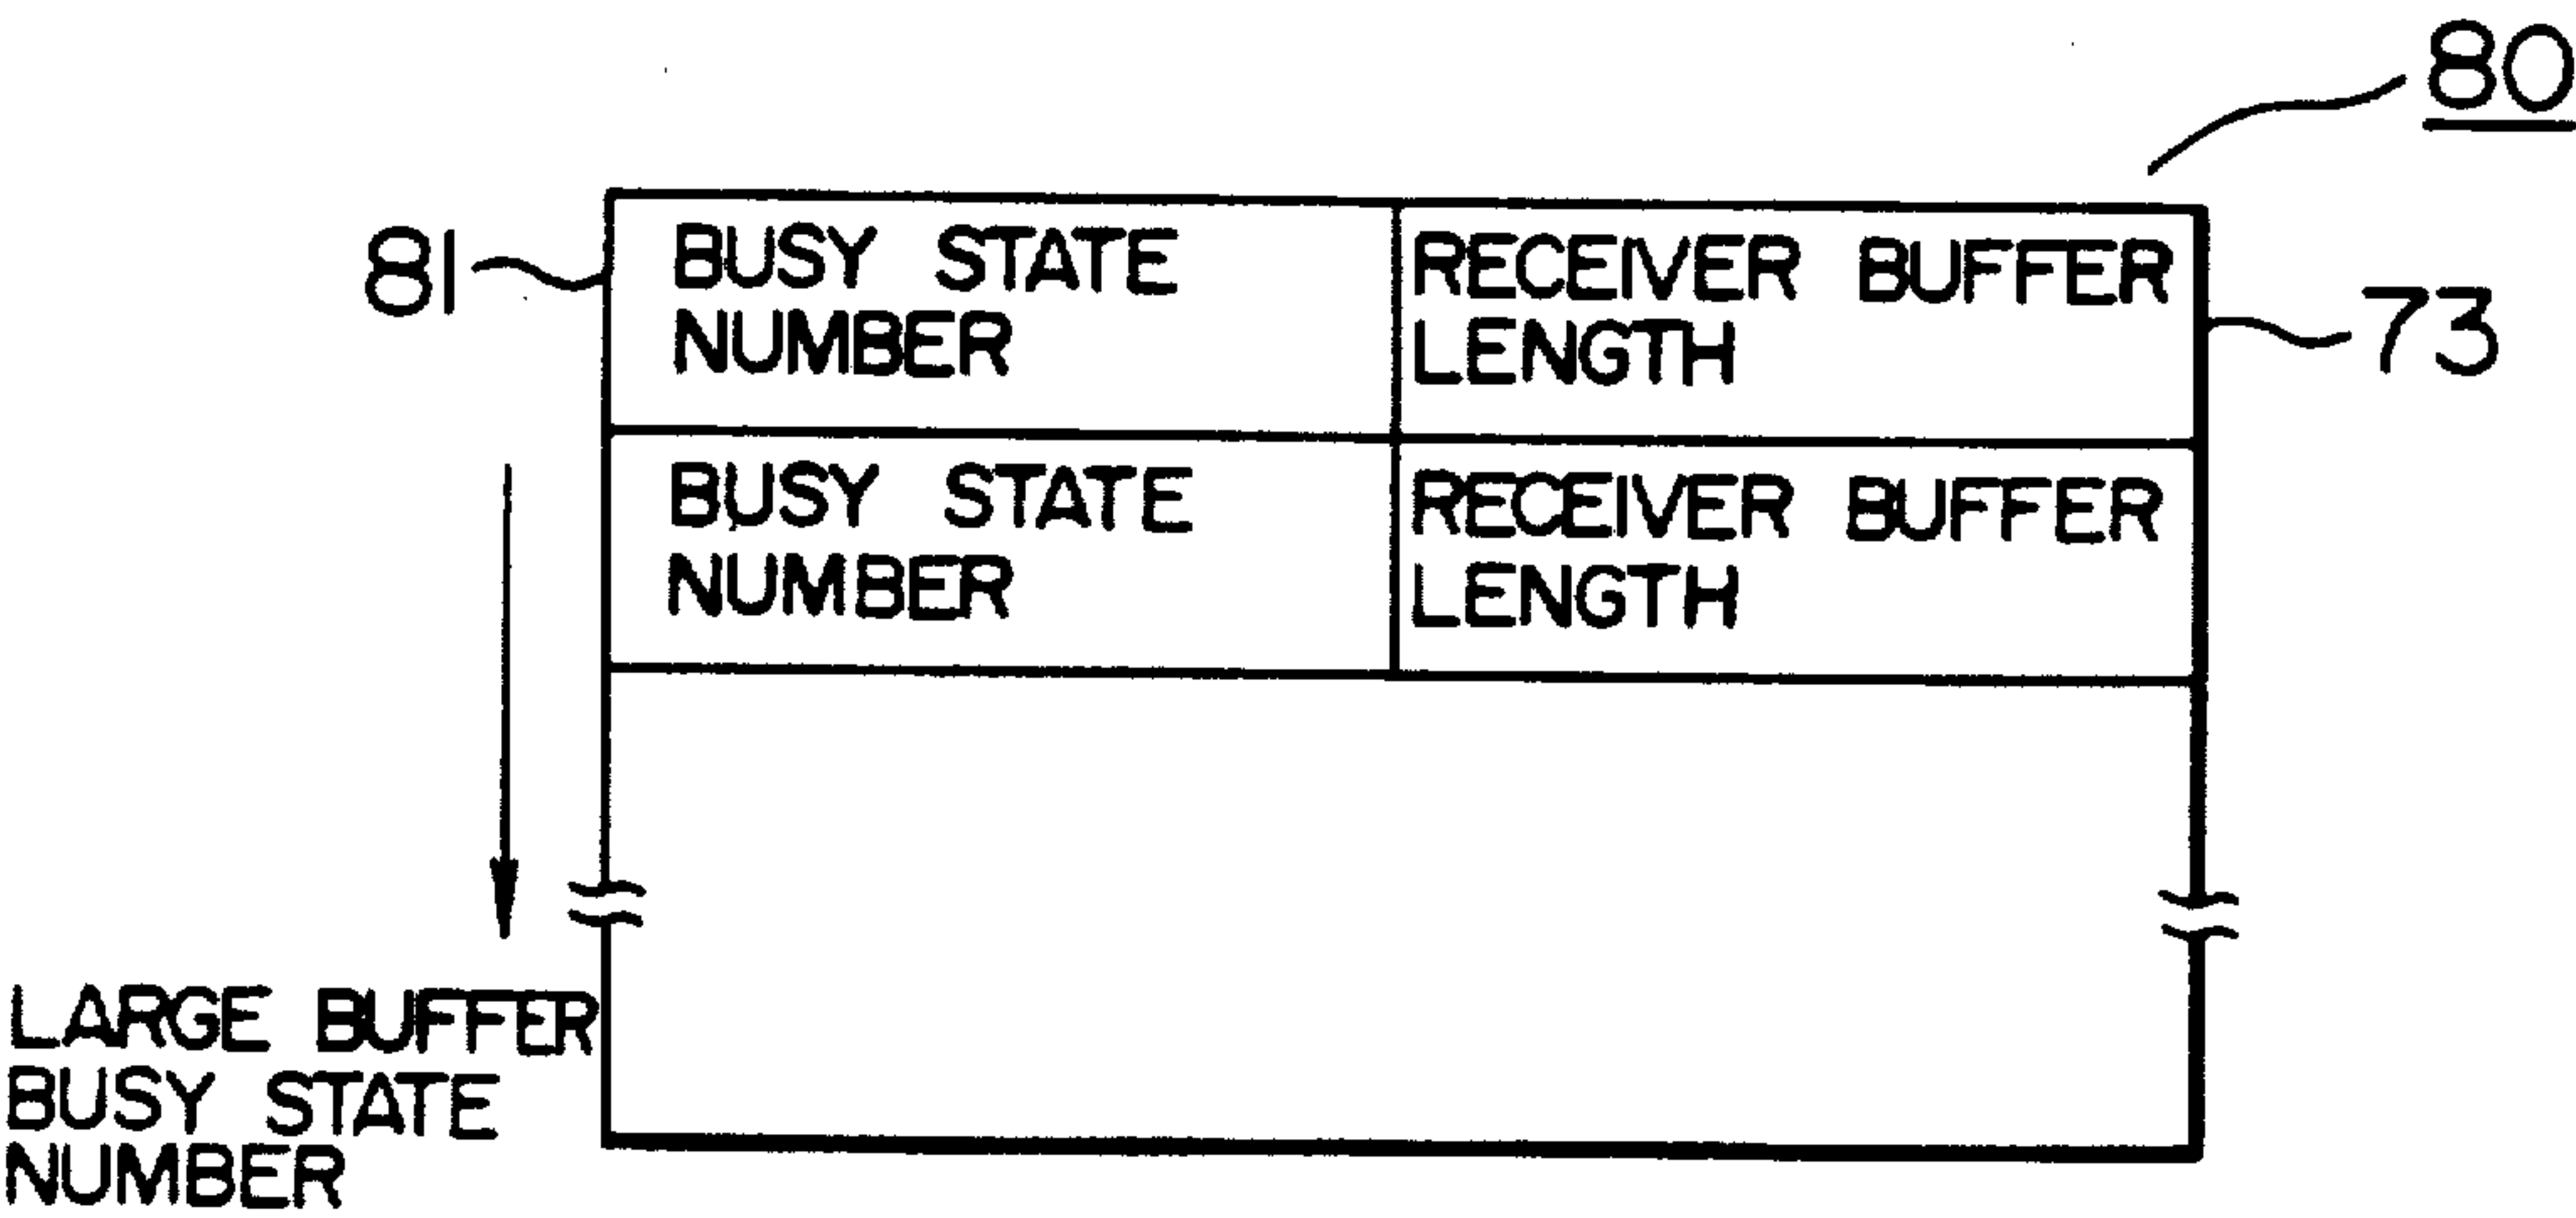 80
81
BUSY STATE
NUMBER
RECEIVER BUFFER
LENGTH
73
BUSY STATE
NUMBER
RECEIVER BUFFER
LENGTH
LARGE BUFFER
BUSY STATE
NUMBER